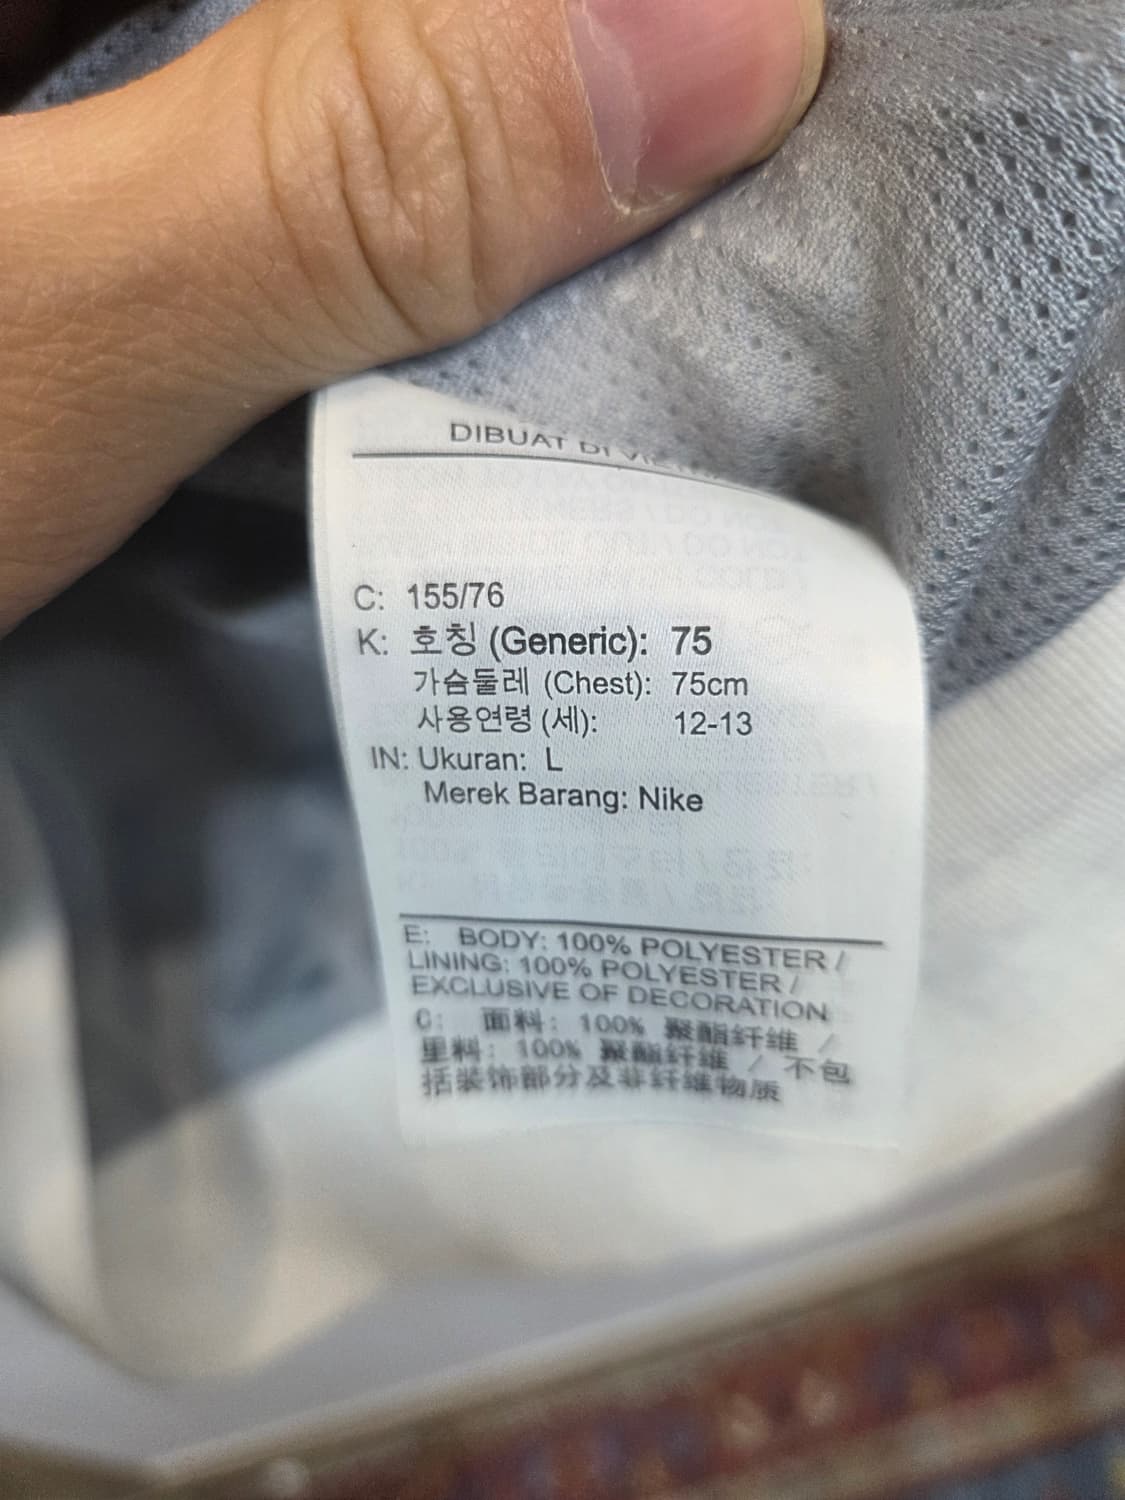 DIBUAT DI
C: 155/76
K: 호칭 (Generic): 75
가슴둘레 (Chest): 75cm
사용연령 (세): 12-13
IN: Ukuran: L
Merek Barang: Nike
E: BODY: 100% POLYESTER /
LINING: 100% POLYESTER /
EXCLUSIVE OF DECORATION
C: 面料: 100% 聚酯纤维 /
里料: 100% 聚酯纤维 / 不包
括装饰部分及非纤维物质